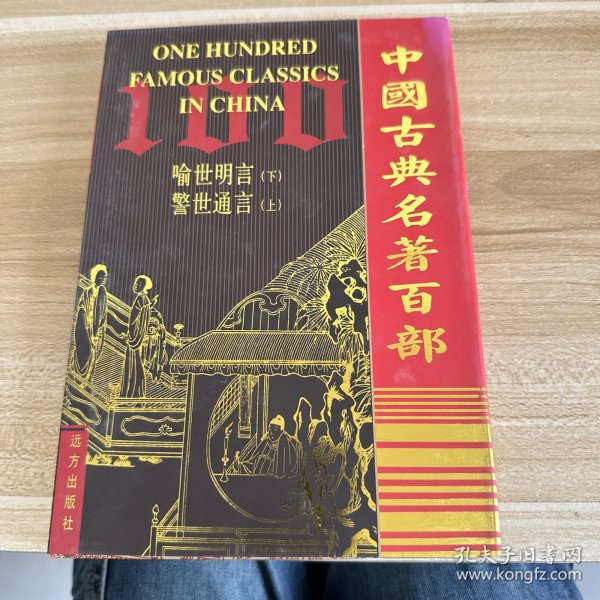 ONE HUNDRED
FAMOUS CLASSICS
IN CHINA
100
喻世明言(下)
警世通言(上)
中國古典名著百部
远方出版社
孔夫子旧书网
www.kongfz.com